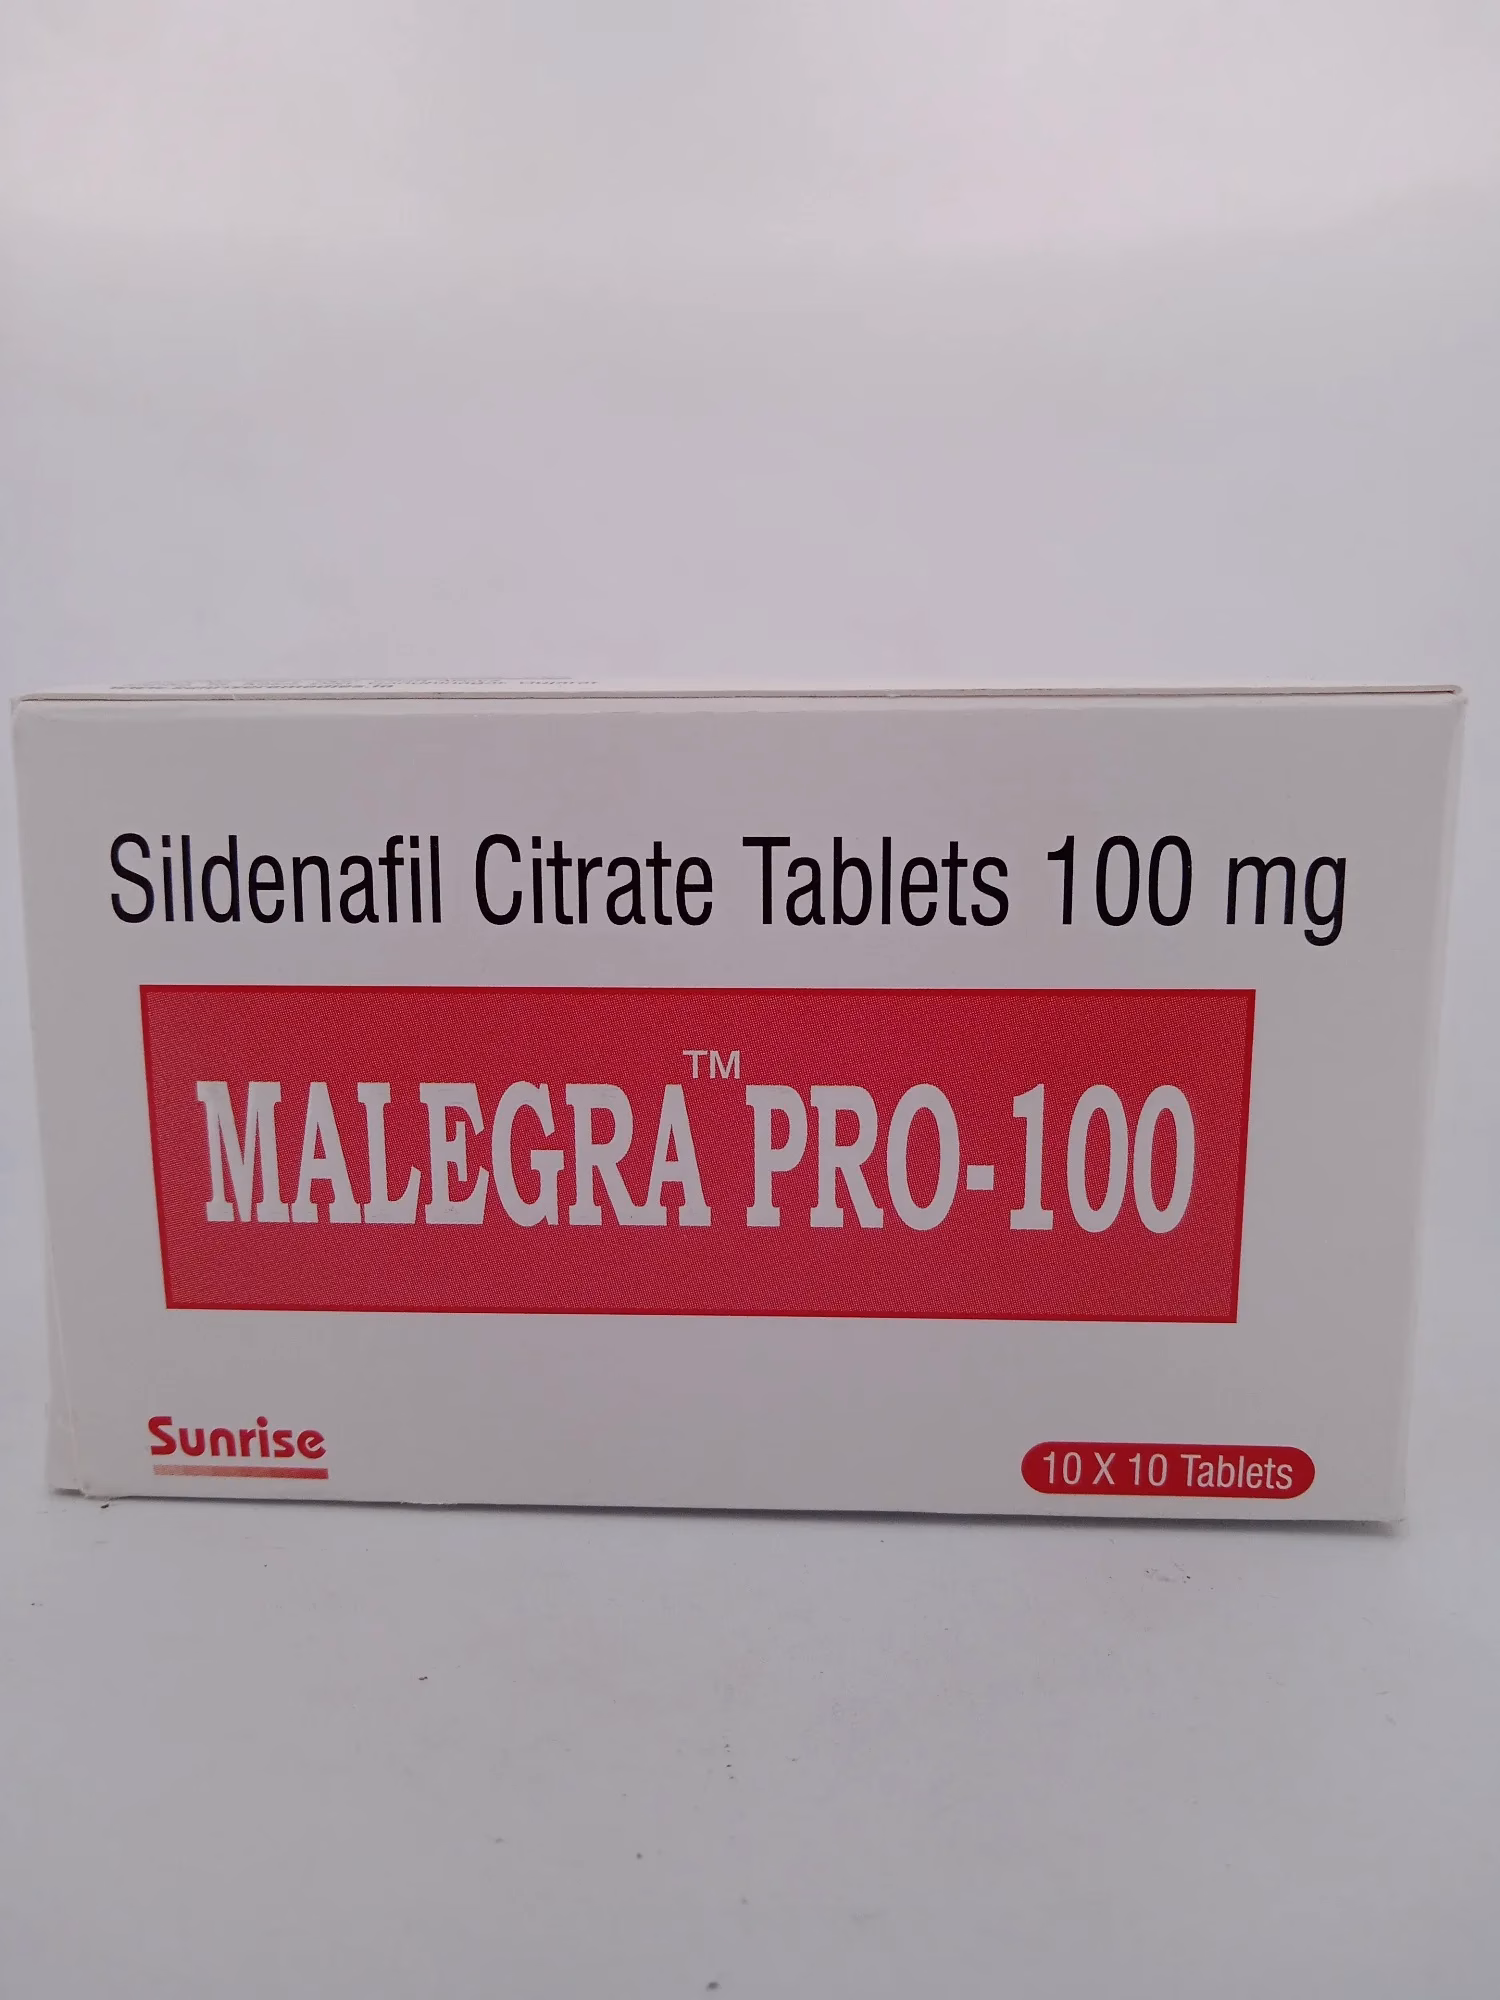 Sildenafil Citrate Tablets 100 mg
MALEGRA™ PRO-100
Sunrise
10 X 10 Tablets